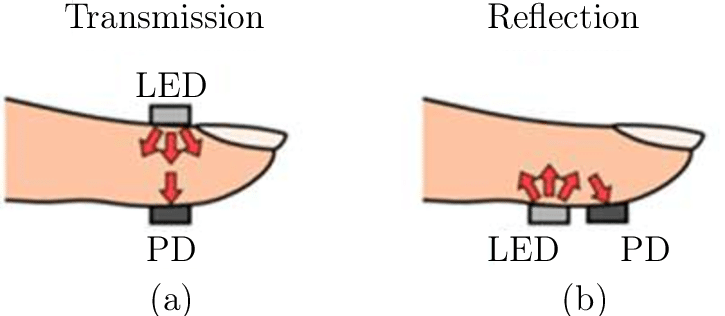 Transmission
LED
PD
(a)
Reflection
LED
PD
(b)